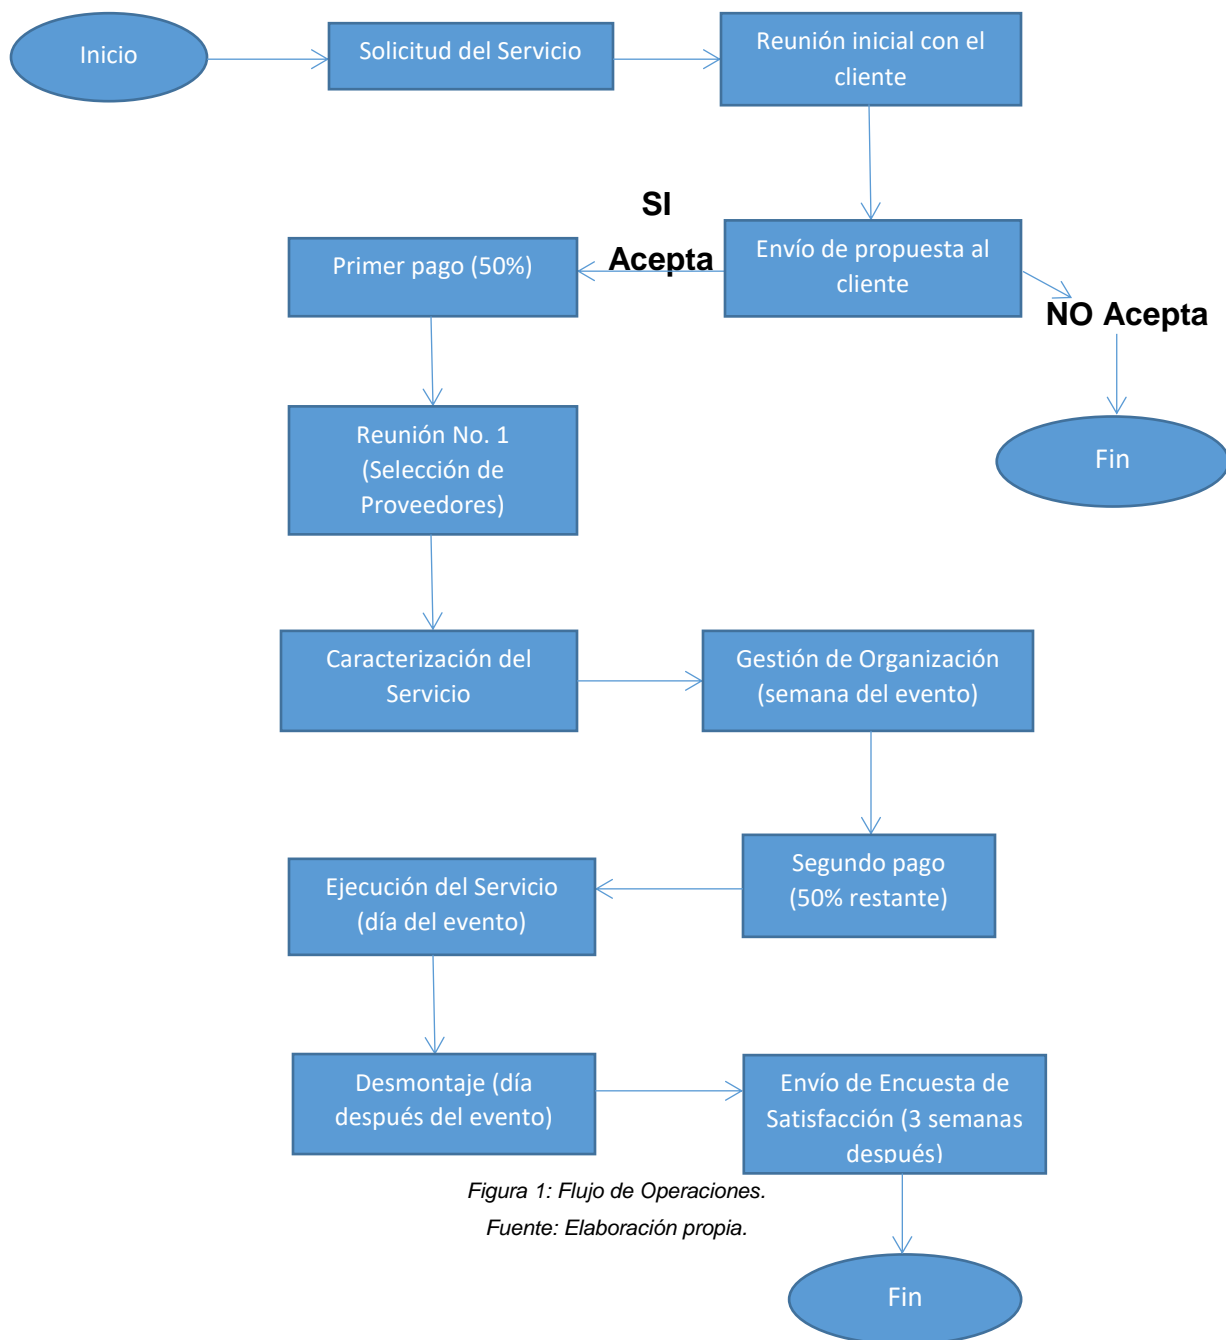 Inicio
Solicitud del Servicio
Reunión inicial con el
cliente
SI
Acepta
Envío de propuesta al
cliente
NO Acepta
Fin
Primer pago (50%)
Reunión No. 1
(Selección de
Proveedores)
Caracterización del
Servicio
Gestión de Organización
(semana del evento)
Segundo pago
(50% restante)
Ejecución del Servicio
(día del evento)
Desmontaje (día
después del evento)
Envío de Encuesta de
Satisfacción (3 semanas
después)
Figura 1: Flujo de Operaciones.
Fuente: Elaboración propia.
Fin